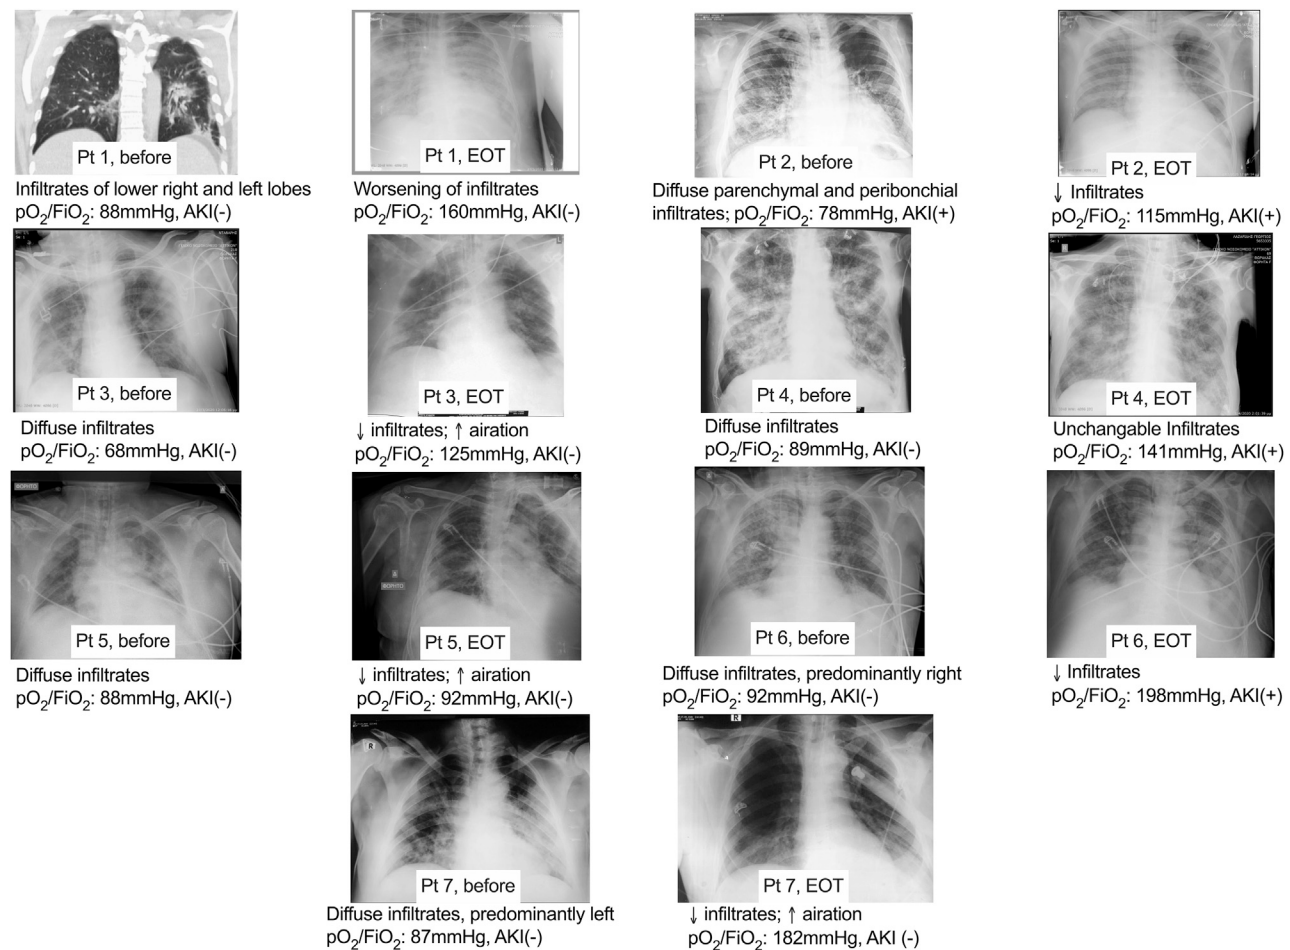 Pt 1, before
Infiltrates of lower right and left lobes
pO2/FiO2: 88mmHg, AKI(-)
Pt 1, EOT
Worsening of infiltrates
pO2/FiO2: 160mmHg, AKI(-)
Pt 2, before
Diffuse parenchymal and peribonchial
infiltrates; pO2/FiO2: 78mmHg, AKI(+)
Pt 2, EOT
↓ Infiltrates
pO2/FiO2: 115mmHg, AKI(+)
Pt 3, before
Diffuse infiltrates
pO2/FiO2: 68mmHg, AKI(-)
Pt 3, EOT
↓ infiltrates; ↑ airation
pO2/FiO2: 125mmHg, AKI(-)
Pt 4, before
Diffuse infiltrates
pO2/FiO2: 89mmHg, AKI(-)
Pt 4, EOT
Unchangable Infiltrates
pO2/FiO2: 141mmHg, AKI(+)
ΦΟΡΗΤΟ
Pt 5, before
Diffuse infiltrates
pO2/FiO2: 88mmHg, AKI(-)
ΦΟΡΗΤΟ
Pt 5, EOT
↓ infiltrates; ↑ airation
pO2/FiO2: 92mmHg, AKI(-)
Pt 6, before
Diffuse infiltrates, predominantly right
pO2/FiO2: 92mmHg, AKI(-)
Pt 6, EOT
↓ Infiltrates
pO2/FiO2: 198mmHg, AKI(+)
R
Pt 7, before
Diffuse infiltrates, predominantly left
pO2/FiO2: 87mmHg, AKI(-)
R
Pt 7, EOT
↓ infiltrates; ↑ airation
pO2/FiO2: 182mmHg, AKI (-)